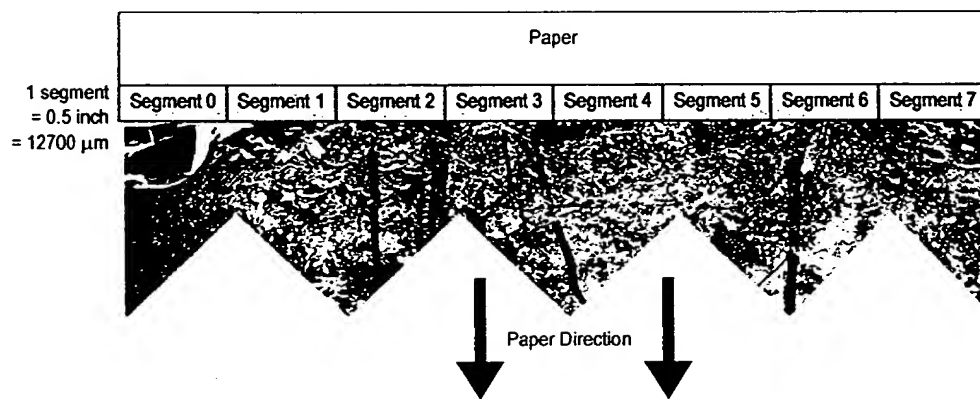 Paper
1 segment
= 0.5 inch
= 12700 μm
Segment 0
Segment 1
Segment 2
Segment 3
Segment 4
Segment 5
Segment 6
Segment 7
Paper Direction